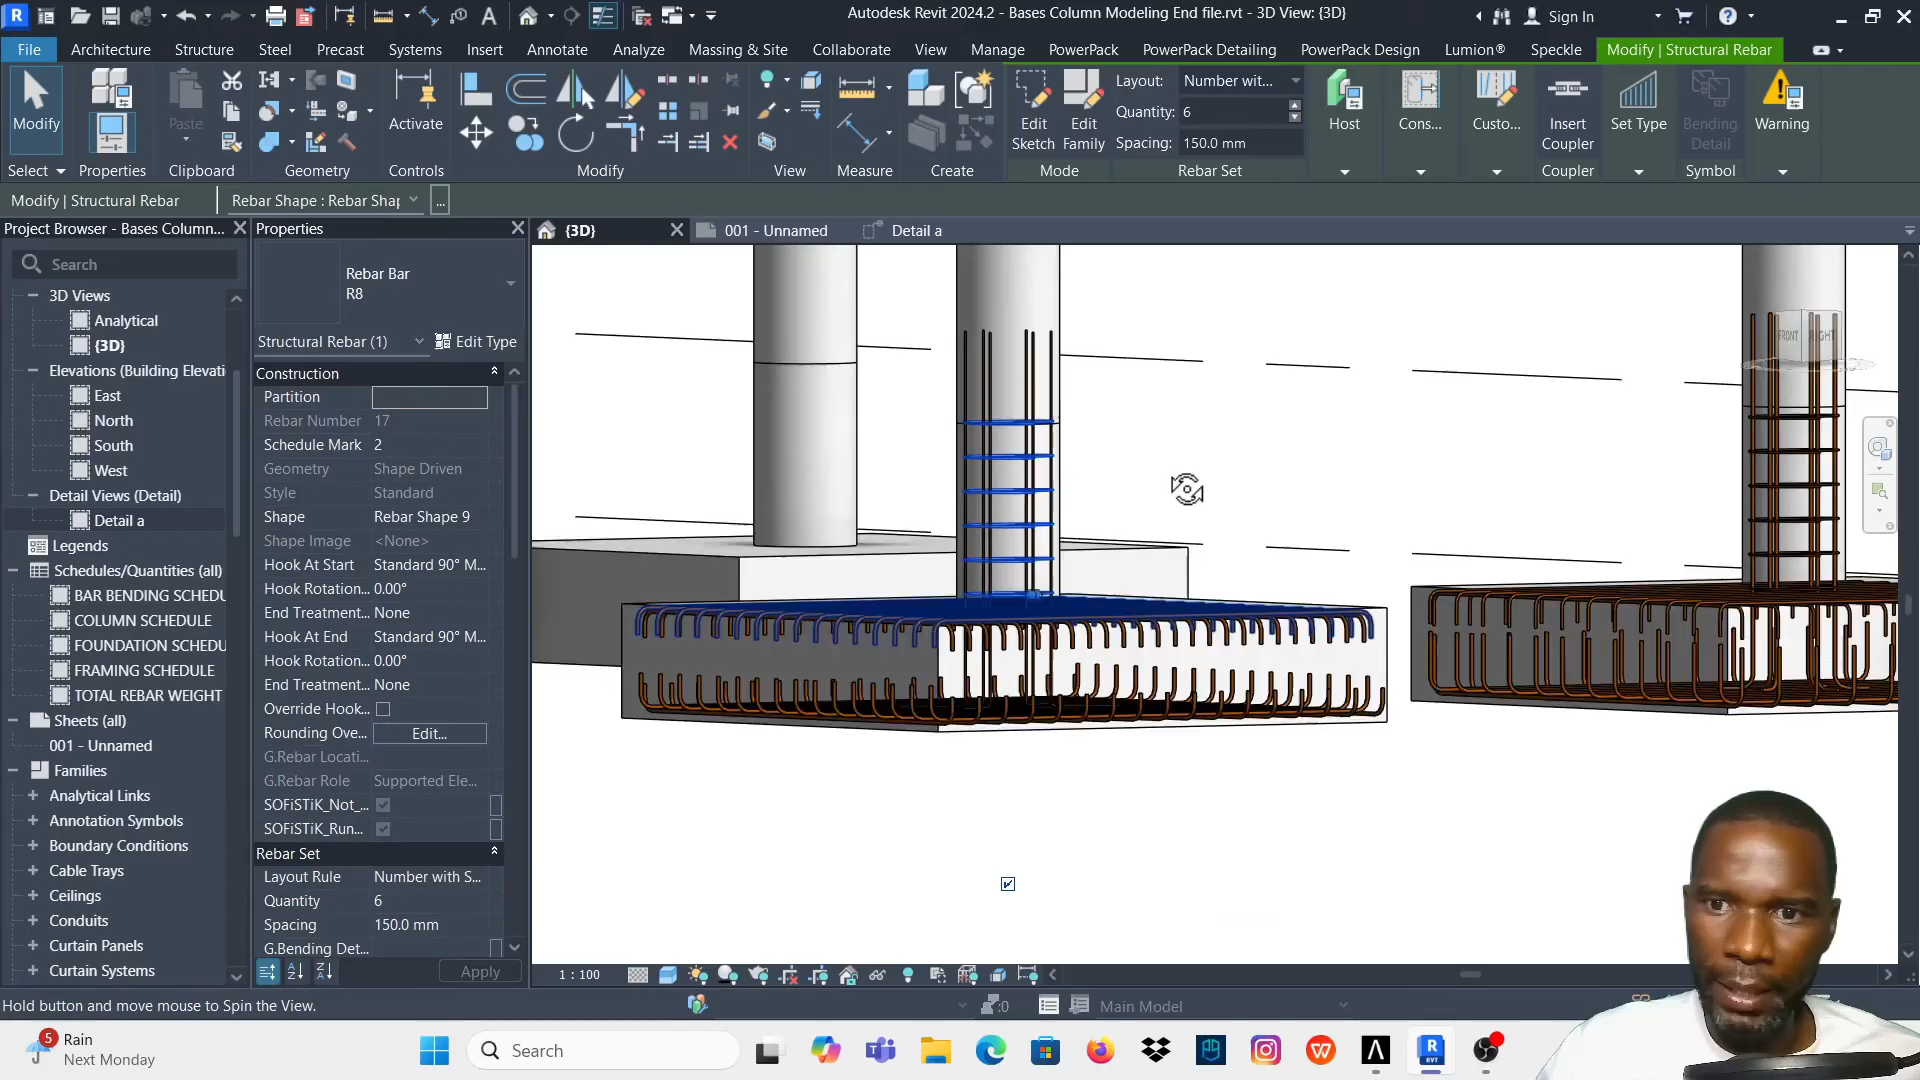 Autodesk Revit 2024.2 - Bases Column Modeling End file.rvt - 3D View: {3D}
Sign In
File Architecture Structure Steel Precast Systems Insert Annotate Analyze Massing & Site Collaborate View Manage PowerPack PowerPack Detailing PowerPack Design Lumion® Speckle Modify | Structural Rebar
Modify
Paste
Activate
Edit Sketch
Edit Family
Layout: Number wit...
Quantity: 6
Spacing: 150.0 mm
Host
Cons...
Custo...
Insert Coupler
Set Type
Bending Detail
Warning
Select Properties Clipboard Geometry Controls Modify View Measure Create Mode Rebar Set Coupler Symbol
Modify | Structural Rebar
Rebar Shape : Rebar Shap
...
Project Browser - Bases Column...
Search
3D Views
Analytical
{3D}
Elevations (Building Elevati
East
North
South
West
Detail Views (Detail)
Detail a
Legends
Schedules/Quantities (all)
BAR BENDING SCHEDU
COLUMN SCHEDULE
FOUNDATION SCHEDU
FRAMING SCHEDULE
TOTAL REBAR WEIGHT
Sheets (all)
001 - Unnamed
Families
Analytical Links
Annotation Symbols
Boundary Conditions
Cable Trays
Ceilings
Conduits
Curtain Panels
Curtain Systems
Properties
Rebar Bar
R8
Structural Rebar (1)
Edit Type
Construction
Partition
Rebar Number 17
Schedule Mark 2
Geometry Shape Driven
Style Standard
Shape Rebar Shape 9
Shape Image <None>
Hook At Start Standard 90° M...
Hook Rotation... 0.00°
End Treatment... None
Hook At End Standard 90° M...
Hook Rotation... 0.00°
End Treatment... None
Override Hook...
Rounding Ove... Edit...
G.Rebar Locati...
G.Rebar Role Supported Ele...
SOFiSTiK_Not_...
SOFiSTiK_Run...
Rebar Set
Layout Rule Number with S...
Quantity 6
Spacing 150.0 mm
G.Bending Det...
Apply
{3D}
001 - Unnamed
Detail a
FRONT
RIGHT
1 : 100
Hold button and move mouse to Spin the View.
:0
Main Model
5
Rain
Next Monday
Search